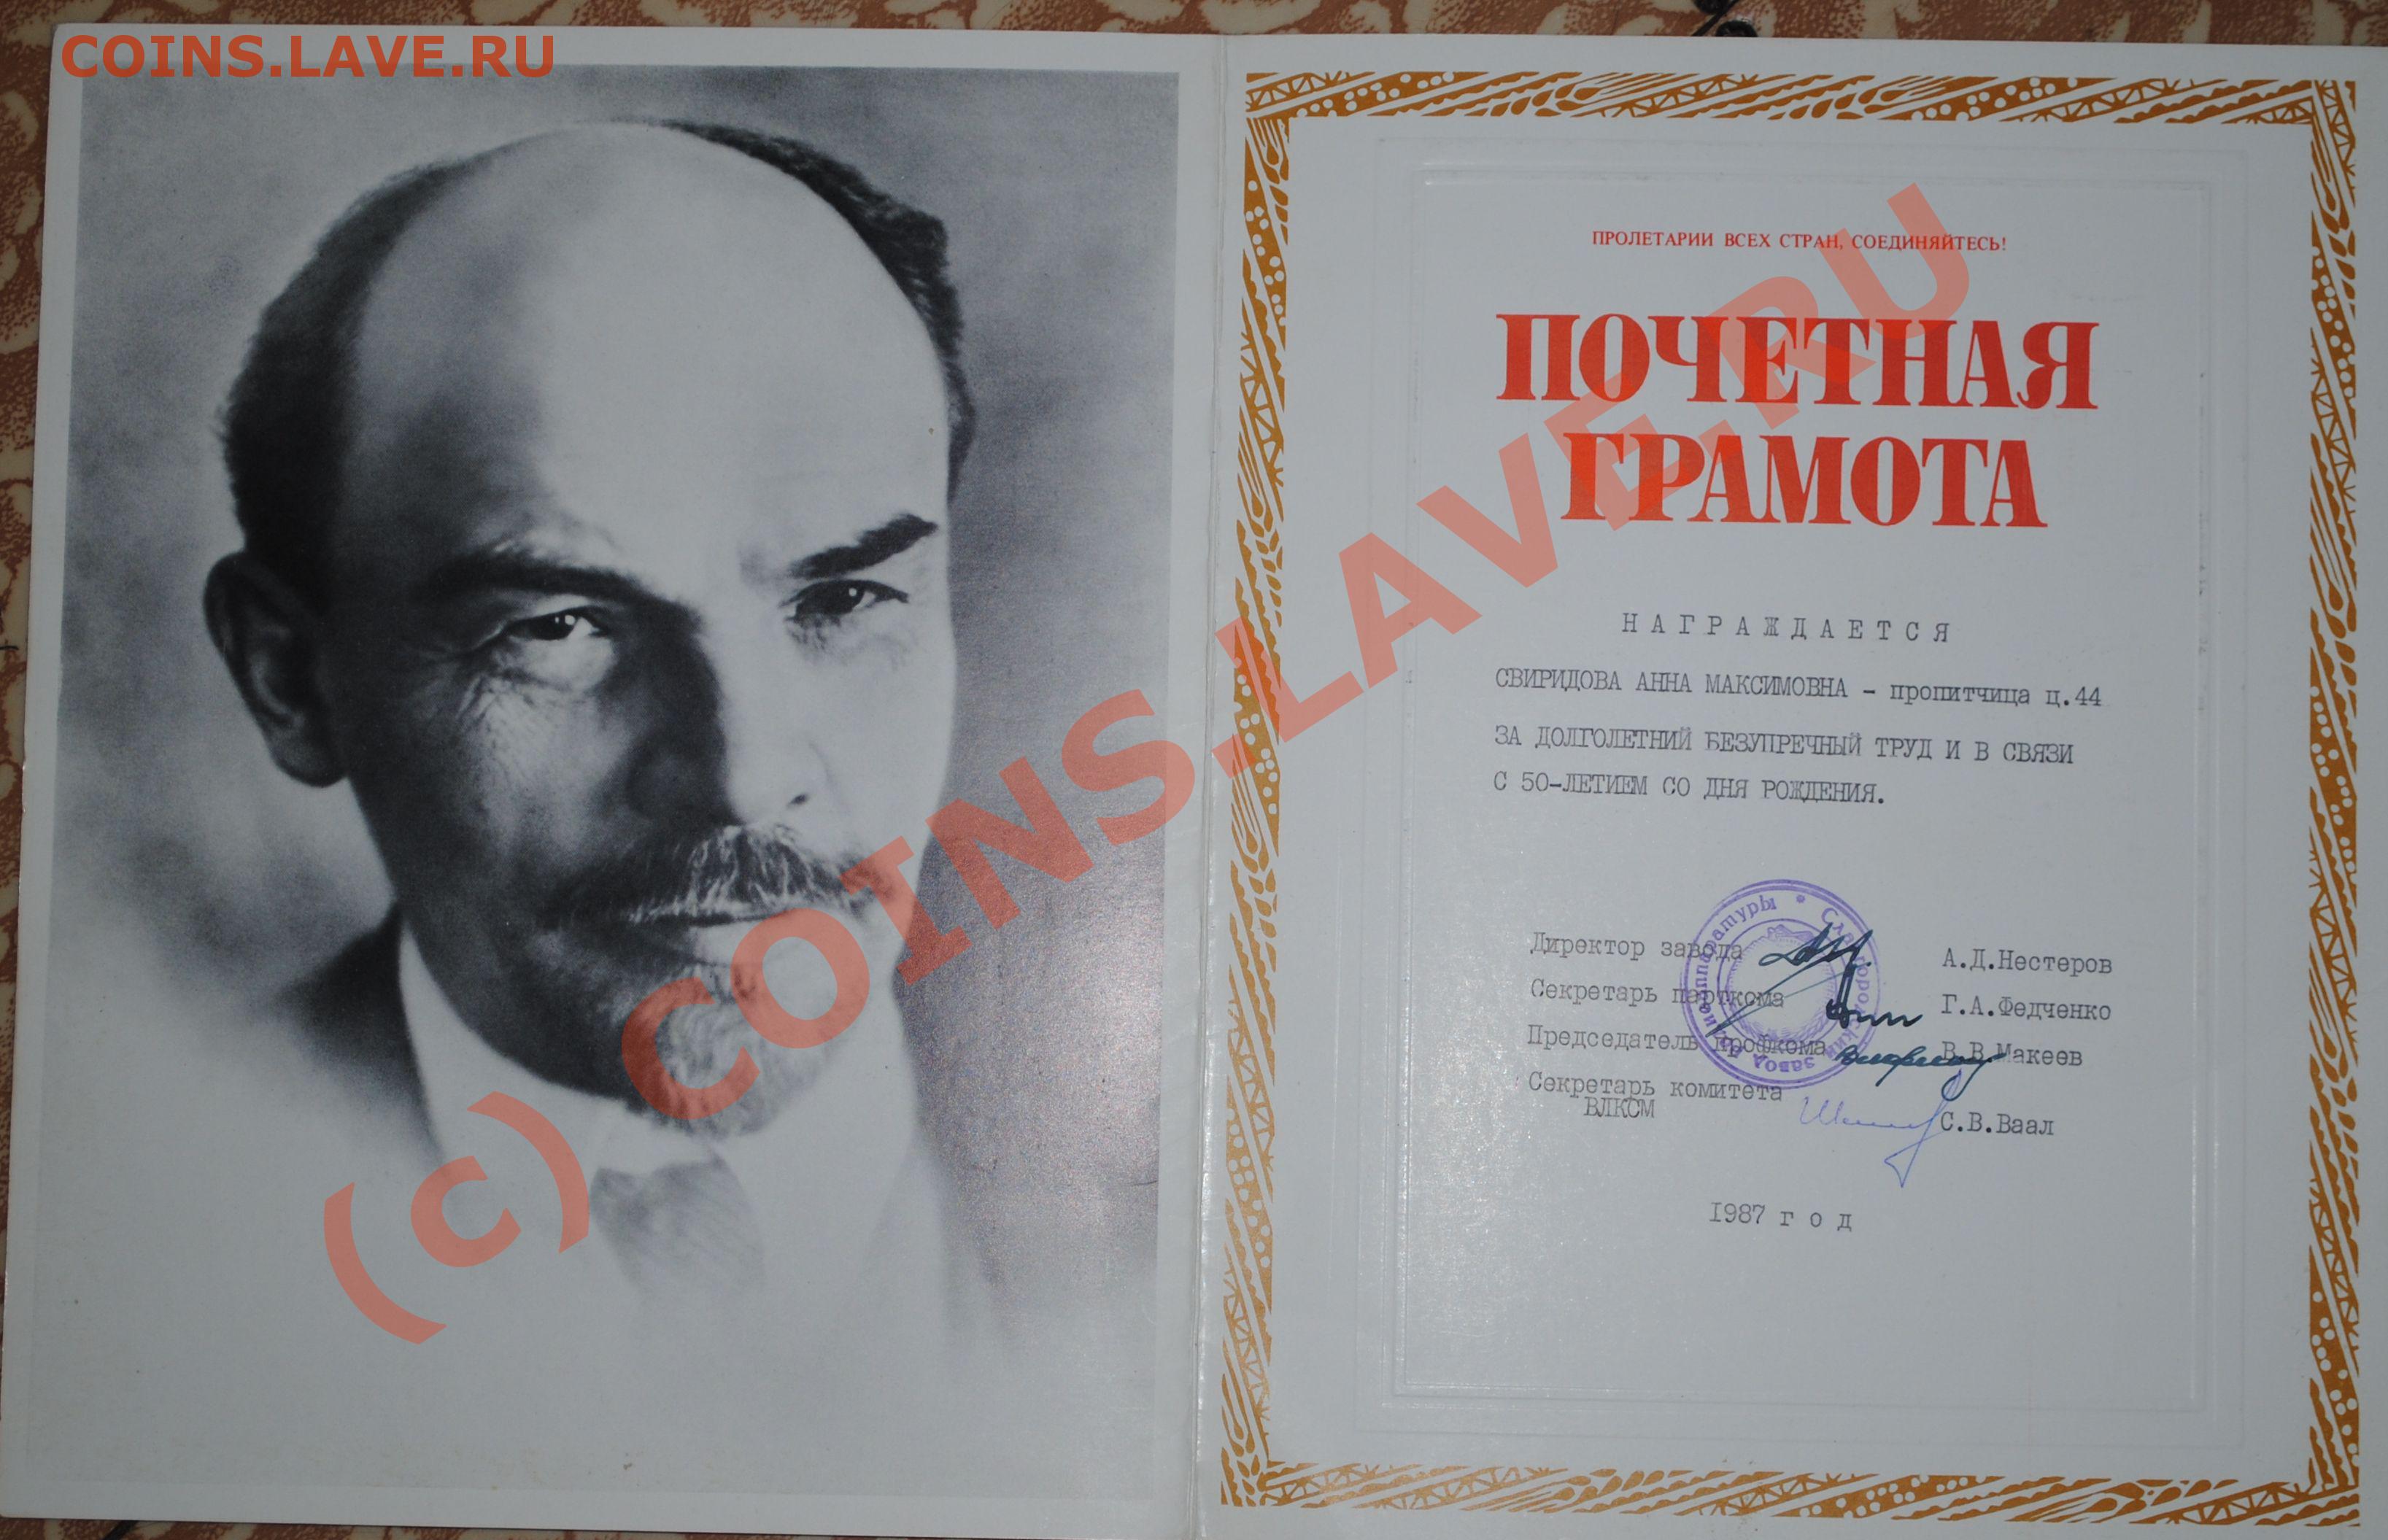 COINS.LAVE.RU
ПРОЛЕТАРИИ ВСЕХ СТРАН, СОЕДИНЯЙТЕСЬ!
ПОЧЕТНАЯ
ГРАМОТА
НАГРАЖДАЕТСЯ
СВИРИДОВА АННА МАКСИМОВНА – пропитчица ц.44
ЗА ДОЛГОЛЕТНИЙ БЕЗУПРЕЧНЫЙ ТРУД И В СВЯЗИ
С 50-ЛЕТИЕМ СО ДНЯ РОЖДЕНИЯ.
Директор завода А.Д.Нестеров
Секретарь парткома Г.А.Федченко
Председатель профкома В.В.Макеев
Секретарь комитета
ВЛКСМ С.В.Ваал
завод
1987 год
(c) COINS.LAVE.RU